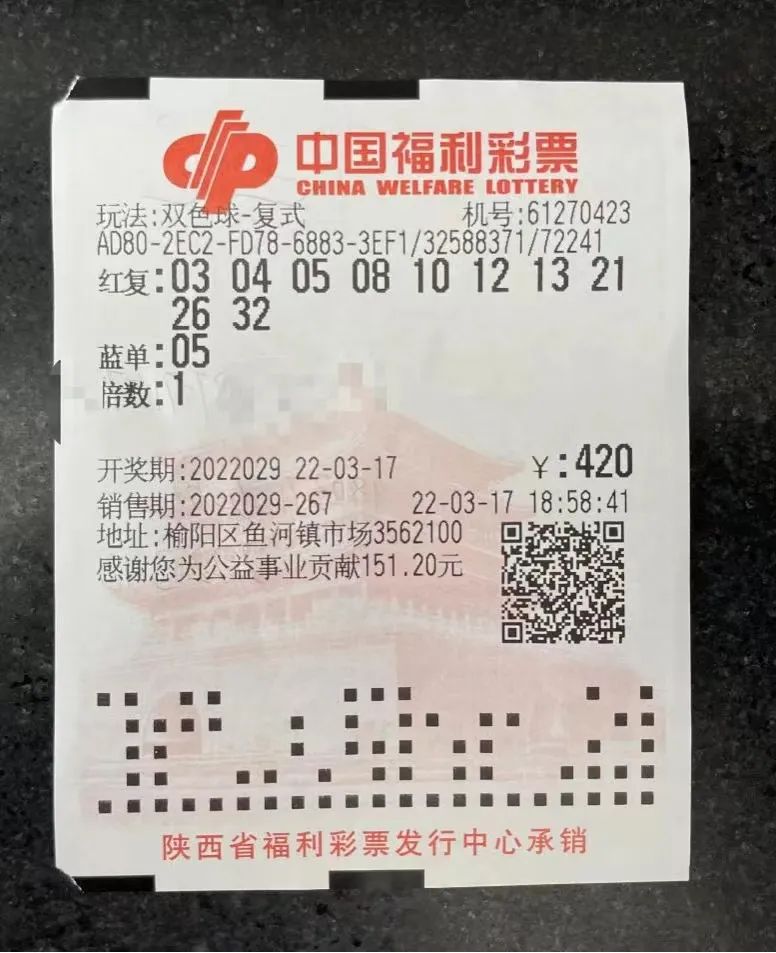 中国福利彩票
CHINA WELFARE LOTTERY
玩法:双色球-复式 机号:61270423
AD80-2EC2-FD78-6883-3EF1/32588371/72241
红复:03 04 05 08 10 12 13 21
26 32
蓝单:05
倍数:1
开奖期:2022029 22-03-17 ¥:420
销售期:2022029-267 22-03-17 18:58:41
地址:榆阳区鱼河镇市场3562100
感谢您为公益事业贡献151.20元
陕西省福利彩票发行中心承销